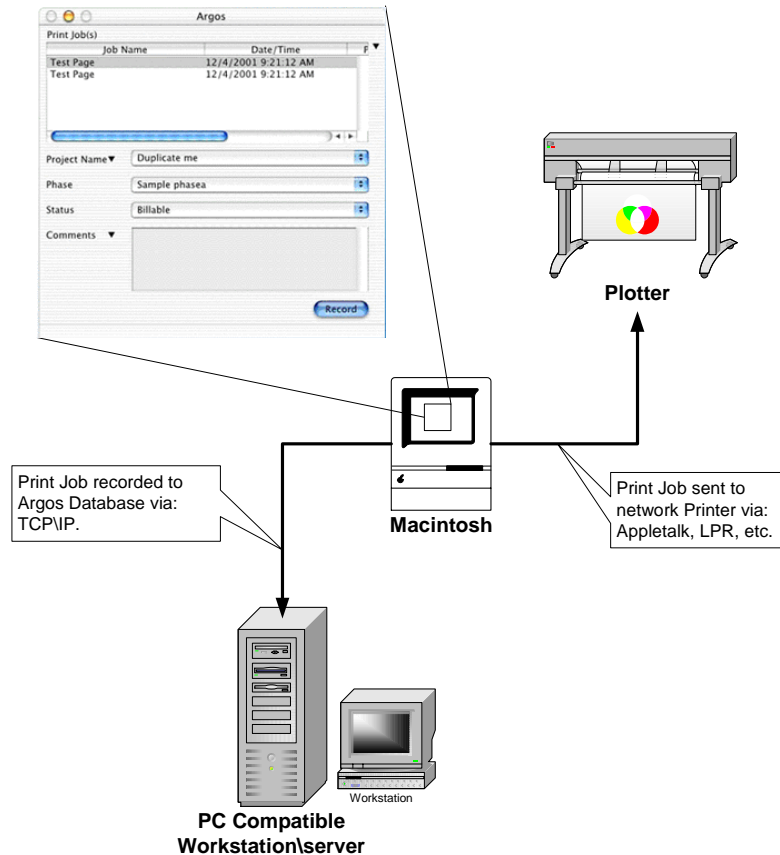 Argos
Print Job(s)
Job Name Date/Time
Test Page 12/4/2001 9:21:12 AM
Test Page 12/4/2001 9:21:12 AM
Project Name▼ Duplicate me
Phase Sample phasea
Status Billable
Comments ▼
Record
Plotter
Macintosh
Print Job recorded to
Argos Database via:
TCP\IP.
Print Job sent to
network Printer via:
Appletalk, LPR, etc.
Workstation
PC Compatible
Workstation\server